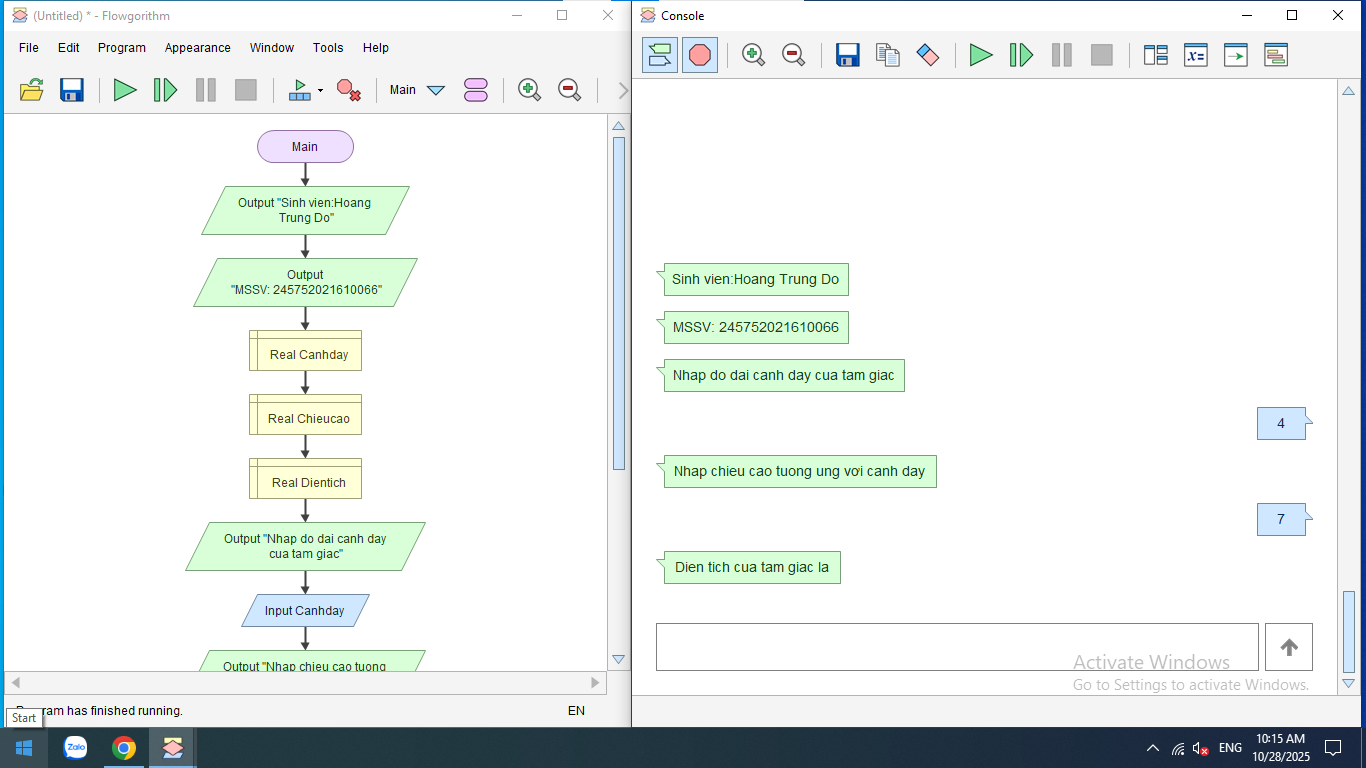 (Untitled) * - Flowgorithm
File Edit Program Appearance Window Tools Help
Main
Main
Output "Sinh vien:Hoang
Trung Do"
Output
"MSSV: 245752021610066"
Real Canhday
Real Chieucao
Real Dientich
Output "Nhap do dai canh day
cua tam giac"
Input Canhday
Output "Nhap chieu cao tuong
ram has finished running.
EN
Start
Console
Sinh vien:Hoang Trung Do
MSSV: 245752021610066
Nhap do dai canh day cua tam giac
4
Nhap chieu cao tuong ung vơi canh day
7
Dien tich cua tam giac la
Activate Windows
Go to Settings to activate Windows.
Zalo
ENG
10:15 AM
10/28/2025